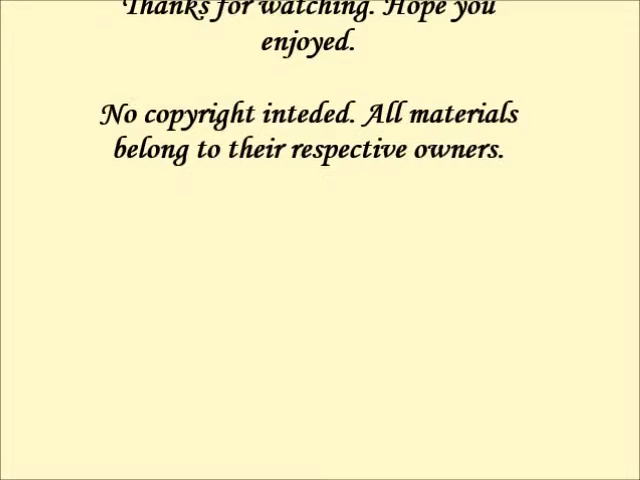 Thanks for watching. Hope you
enjoyed.
No copyright inteded. All materials
belong to their respective owners.